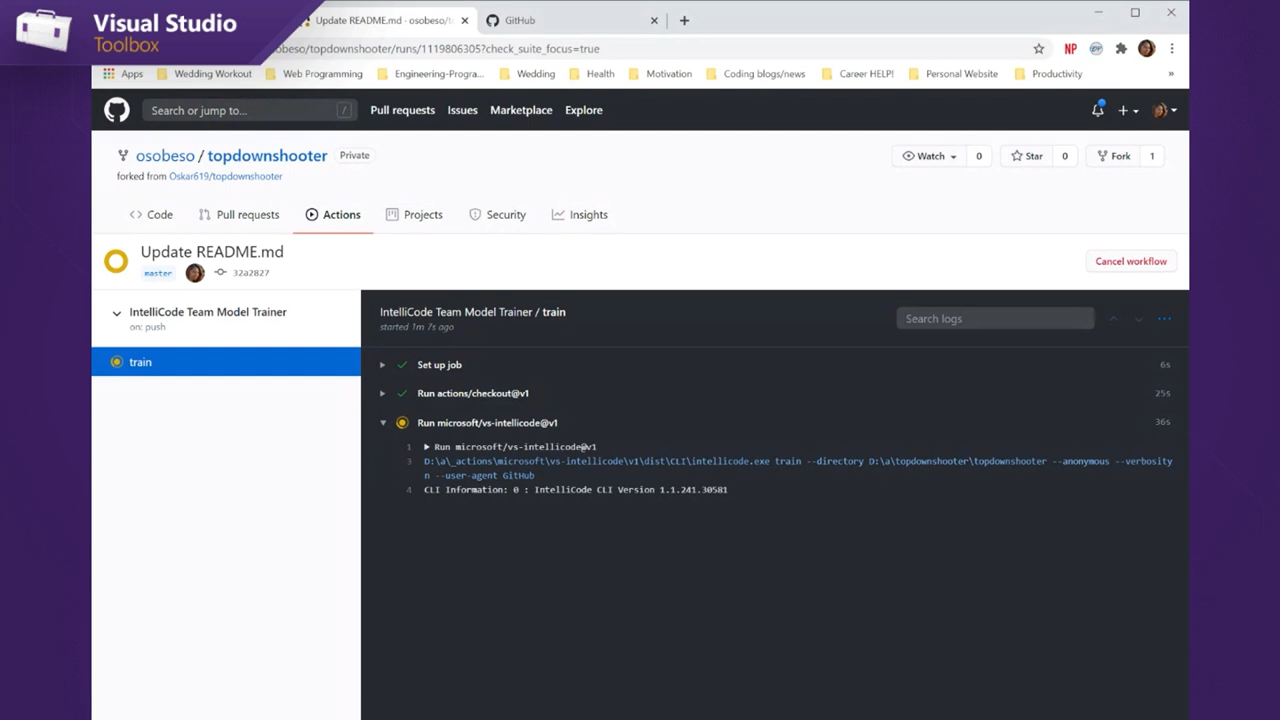 Visual Studio
Toolbox
Update README.md - osobeso/to
GitHub
obeso/topdownshooter/runs/1119806305?check_suite_focus=true
NP
Apps Wedding Workout Web Programming Engineering-Progra... Wedding Health Motivation Coding blogs/news Career HELP! Personal Website Productivity »
Search or jump to... / Pull requests Issues Marketplace Explore
osobeso / topdownshooter Private Watch 0 Star 0 Fork 1
forked from Oskar619/topdownshooter
Code Pull requests Actions Projects Security Insights
Update README.md
master 32a2827
Cancel workflow
IntelliCode Team Model Trainer
on: push
train
IntelliCode Team Model Trainer / train
started 1m 7s ago
Search logs
Set up job 6s
Run actions/checkout@v1 25s
Run microsoft/vs-intellicode@v1 36s
1 Run microsoft/vs-intellicode@v1
3 D:\a\_actions\microsoft\vs-intellicode\v1\dist\CLI\intellicode.exe train --directory D:\a\topdownshooter\topdownshooter --anonymous --verbosity
n --user-agent GitHub
4 CLI Information: 0 : IntelliCode CLI Version 1.1.241.30581